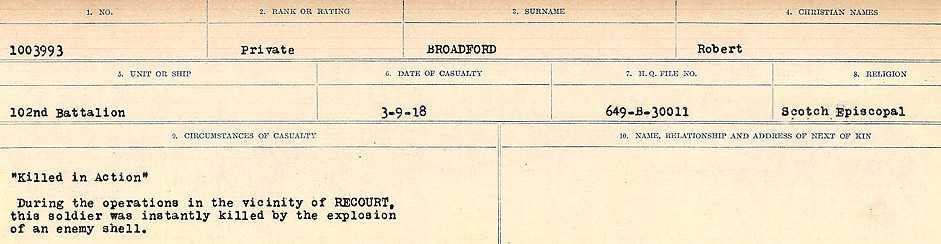 1. NO.
2. RANK OR RATING
3. SURNAME
4. CHRISTIAN NAMES
1003993
Private
BROADFORD
Robert
5. UNIT OR SHIP
6. DATE OF CASUALTY
7. H. Q. FILE NO.
8. RELIGION
102nd Battalion
3-9-18
649-B-30011
Scotch Episcopal
9. CIRCUMSTANCES OF CASUALTY
10. NAME, RELATIONSHIP AND ADDRESS OF NEXT OF KIN
"Killed in Action"
During the operations in the vicinity of RECOURT,
this soldier was instantly killed by the explosion
of an enemy shell.